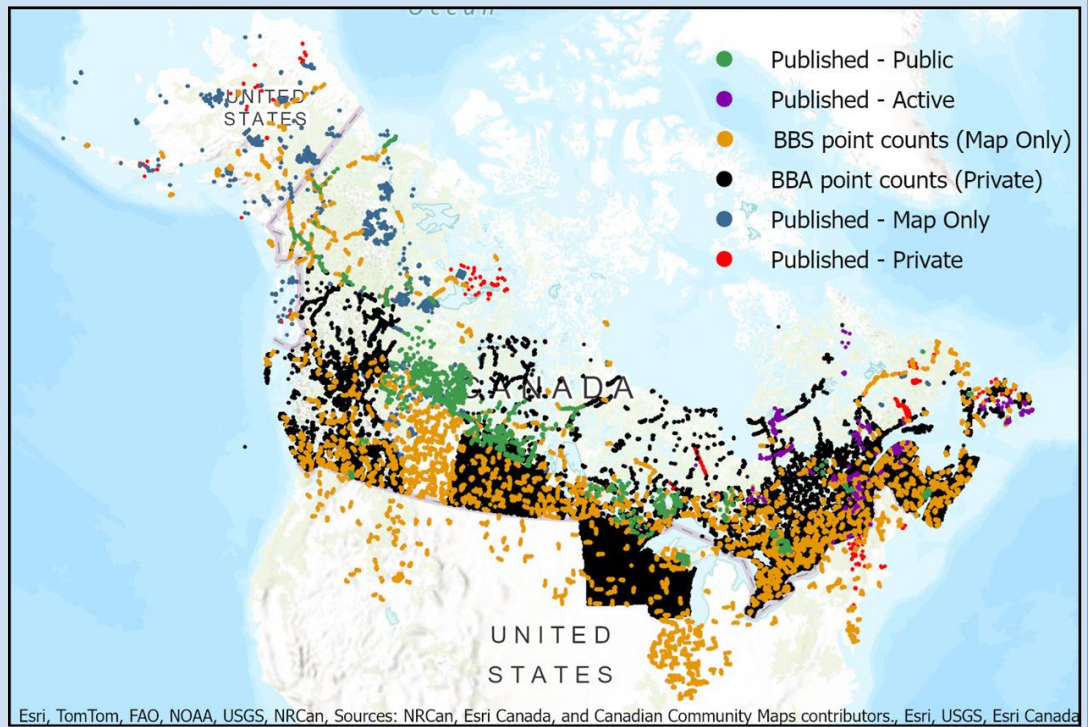 Ocean
UNITED
STATES
Published - Public
Published - Active
BBS point counts (Map Only)
BBA point counts (Private)
Published - Map Only
Published - Private
CANADA
UNITED
STATES
Esri, TomTom, FAO, NOAA, USGS, NRCan, Sources: NRCan, Esri Canada, and Canadian Community Maps contributors., Esri, USGS, Esri Canada